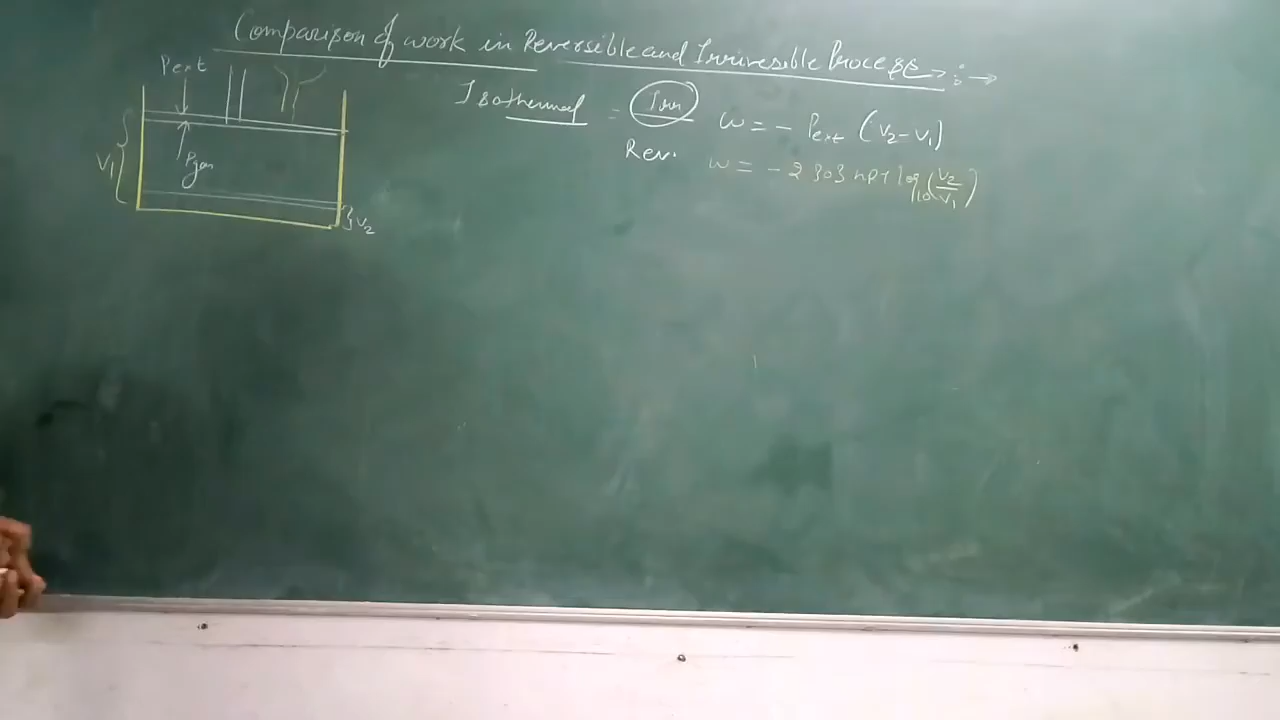 Comparison of work in Reversible and Irriversible Process :- →
Pext
Isothermal = Irr w = - Pext (V2-V1)
Rev. w = -2.303 nRT log10 (V2/V1)
V1
Pgas
V2